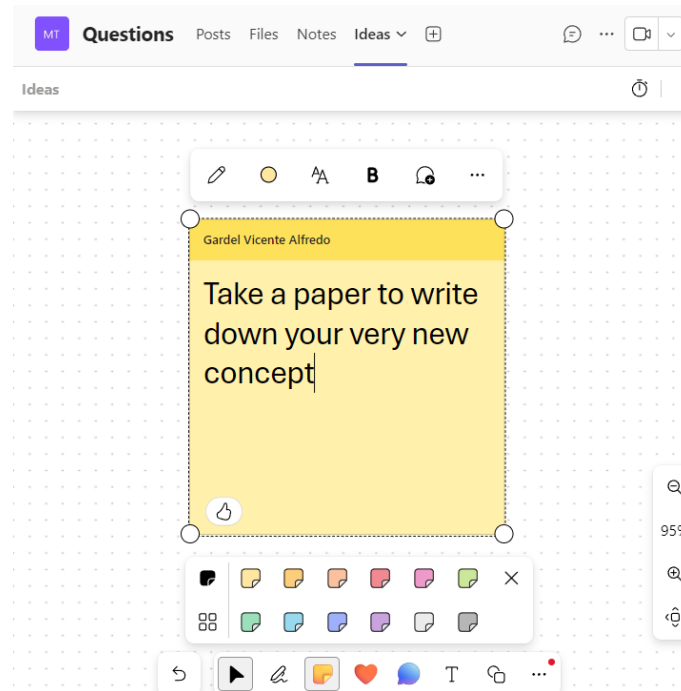 MT Questions Posts Files Notes Ideas
Ideas
B
Gardel Vicente Alfredo
Take a paper to write
down your very new
concept
95%
T